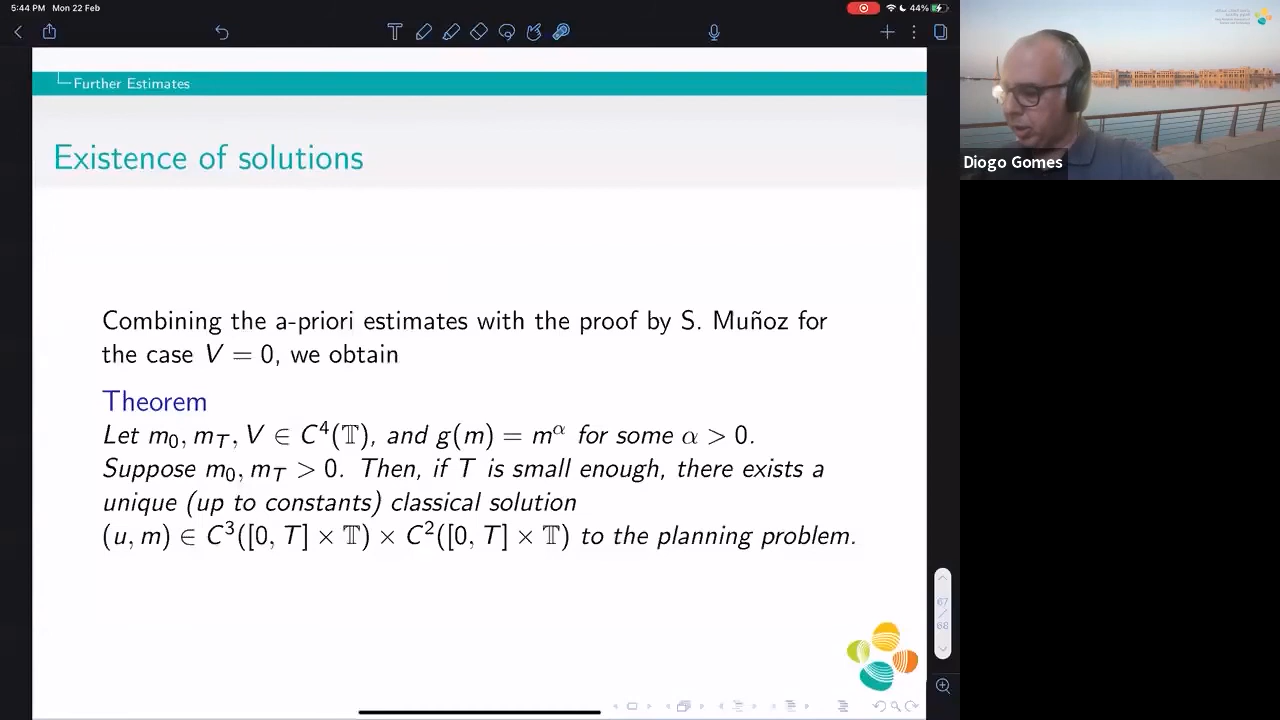 5:44 PM Mon 22 Feb
44%
Further Estimates
Existence of solutions
Combining the a-priori estimates with the proof by S. Muñoz for
the case V = 0, we obtain
Theorem
Let m₀, m_T, V ∈ C⁴(𝕋), and g(m) = m^α for some α > 0.
Suppose m₀, m_T > 0. Then, if T is small enough, there exists a
unique (up to constants) classical solution
(u, m) ∈ C³([0, T] × 𝕋) × C²([0, T] × 𝕋) to the planning problem.
67
/
68
Diogo Gomes